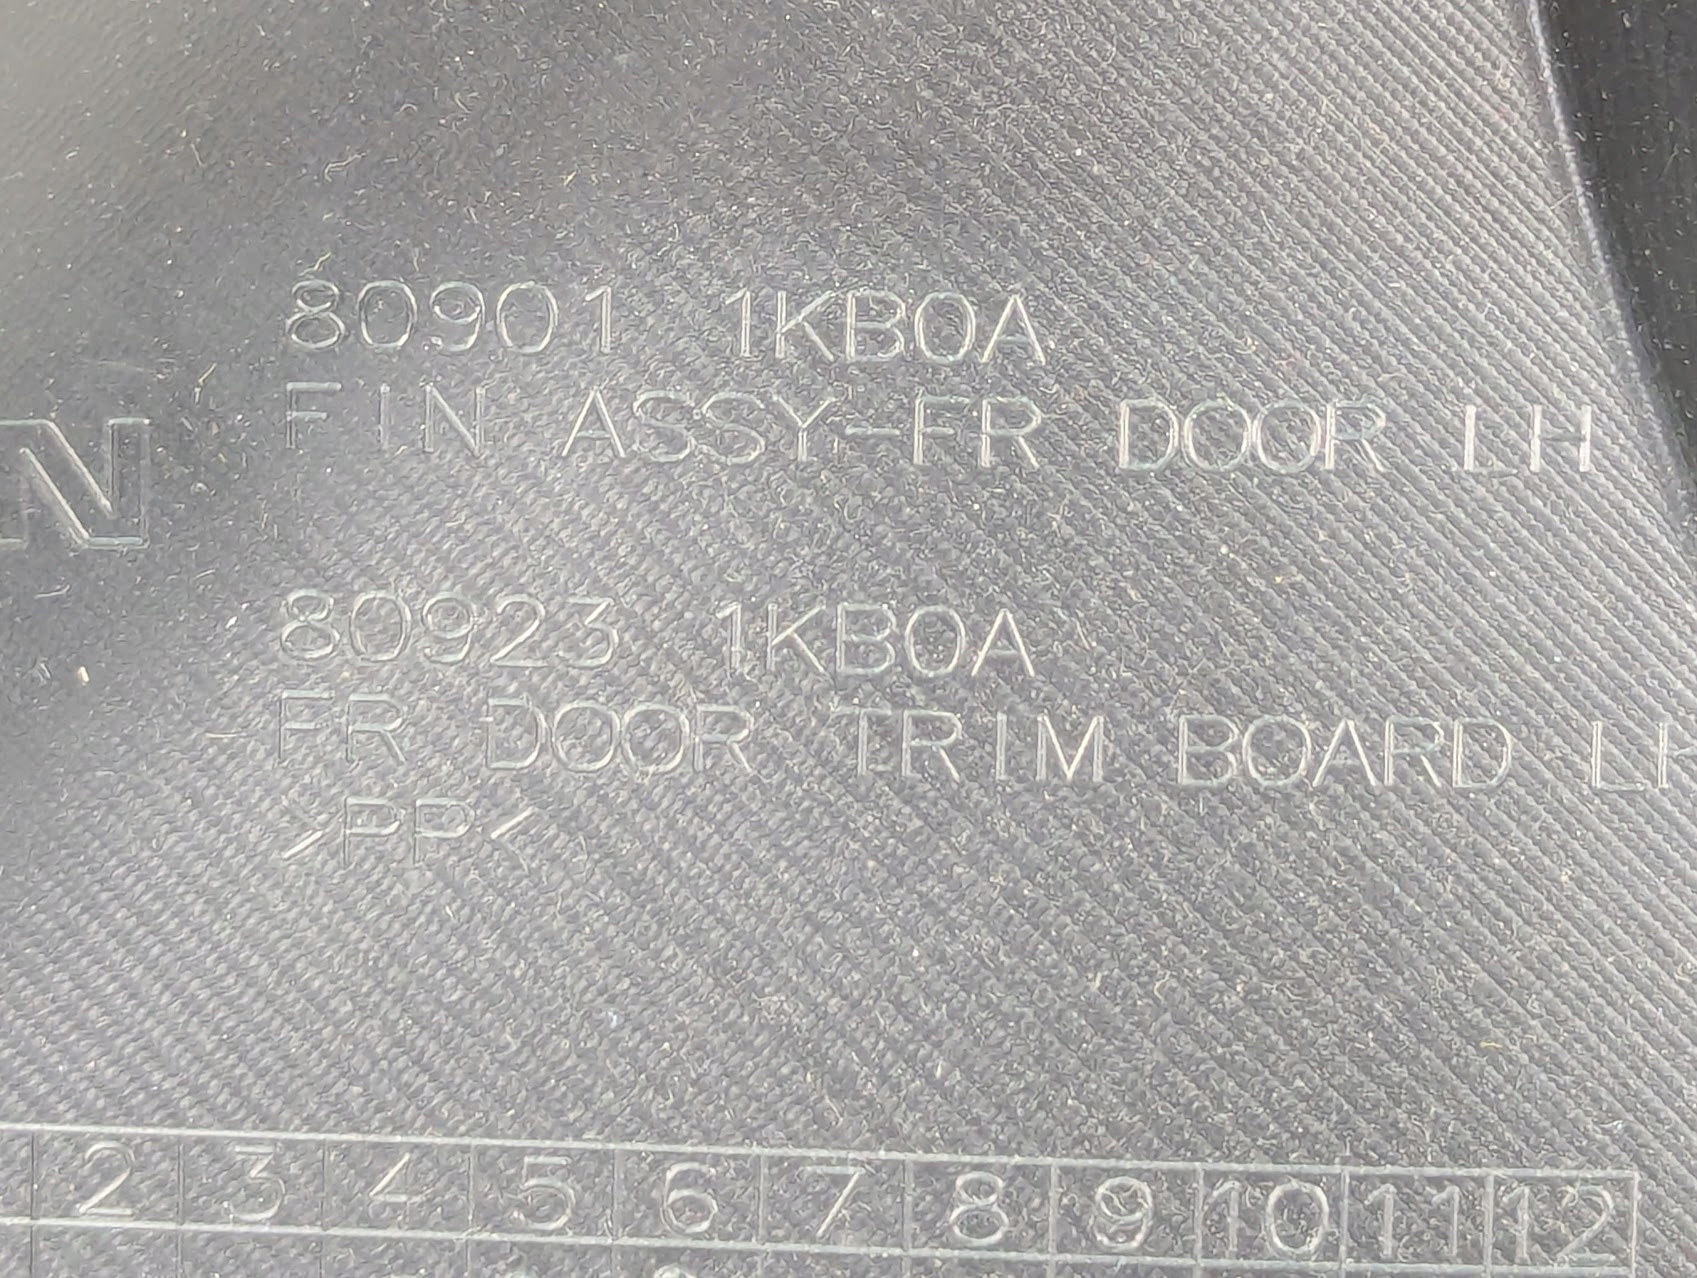 80901 1KB0A
FIN ASSY-FR DOOR LH
N
80923 1KB0A
FR DOOR TRIM BOARD LH
>PP<
2 3 4 5 6 7 8 9 10 11 12